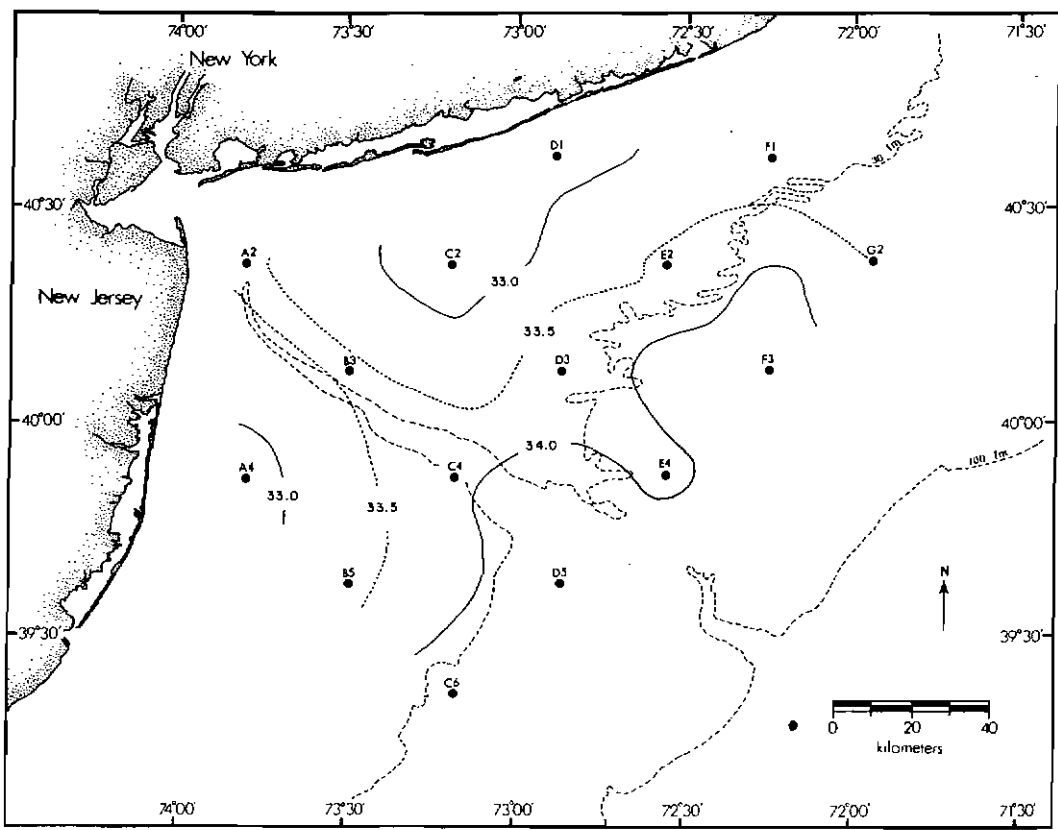 74°00' 73°30' 73°00' 72°30' 72°00' 71°30'
New York
D1 F1
30 fm
40°30' 40°30'
A2 C2 E2 G2
33.0
New Jersey
33.5
B3 D3 F3
40°00' 40°00'
34.0
100 fm
A4 C4 E4
33.0 33.5
f
B5 D5
N
39°30' 39°30'
C6
0 20 40
kilometers
74°00' 73°30' 73°00' 72°30' 72°00' 71°30'